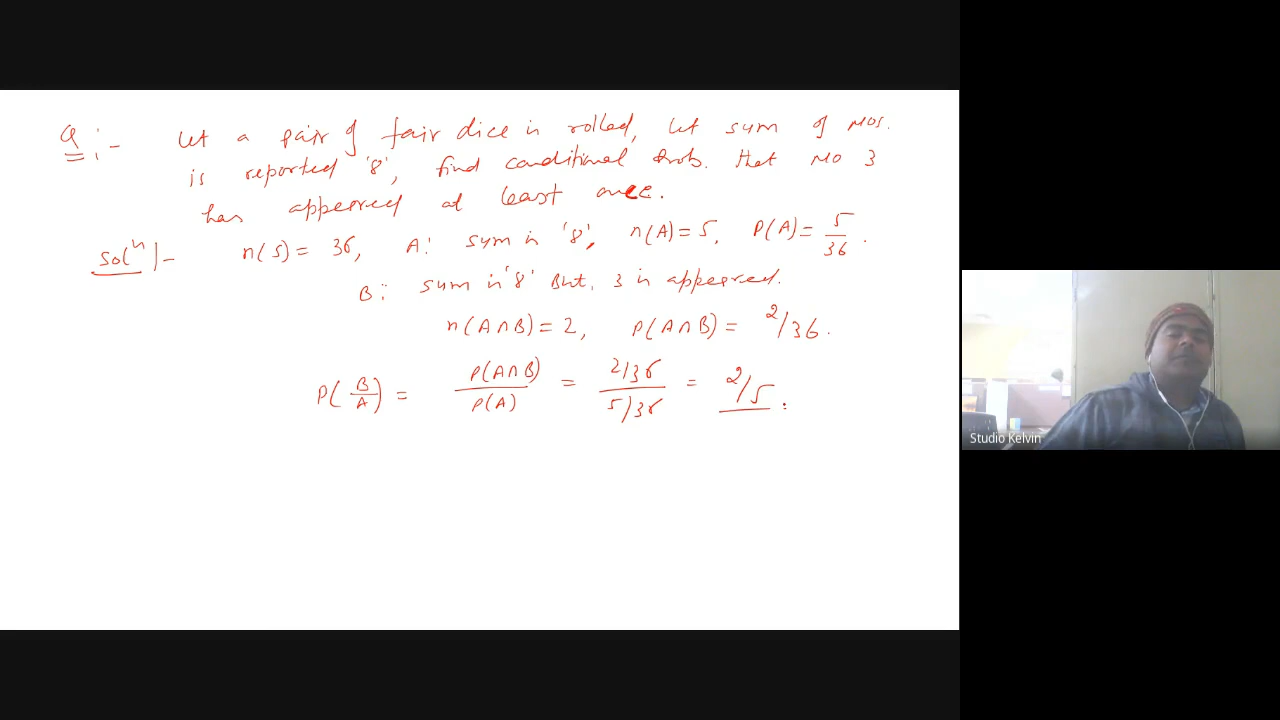 Q:- Let a pair of fair dice is rolled, let sum of nos.
is reported '8', find conditional prob. that no 3
has appeared at least once.
Solⁿ)- n(S) = 36, A: sum is '8', n(A) = 5, P(A) = 5/36.
B: sum is '8' But, 3 is appeared.
n(A∩B) = 2, P(A∩B) = 2/36.
P(B/A) = P(A∩B)/P(A) = (2/36)/(5/36) = 2/5.
Studio Kelvin